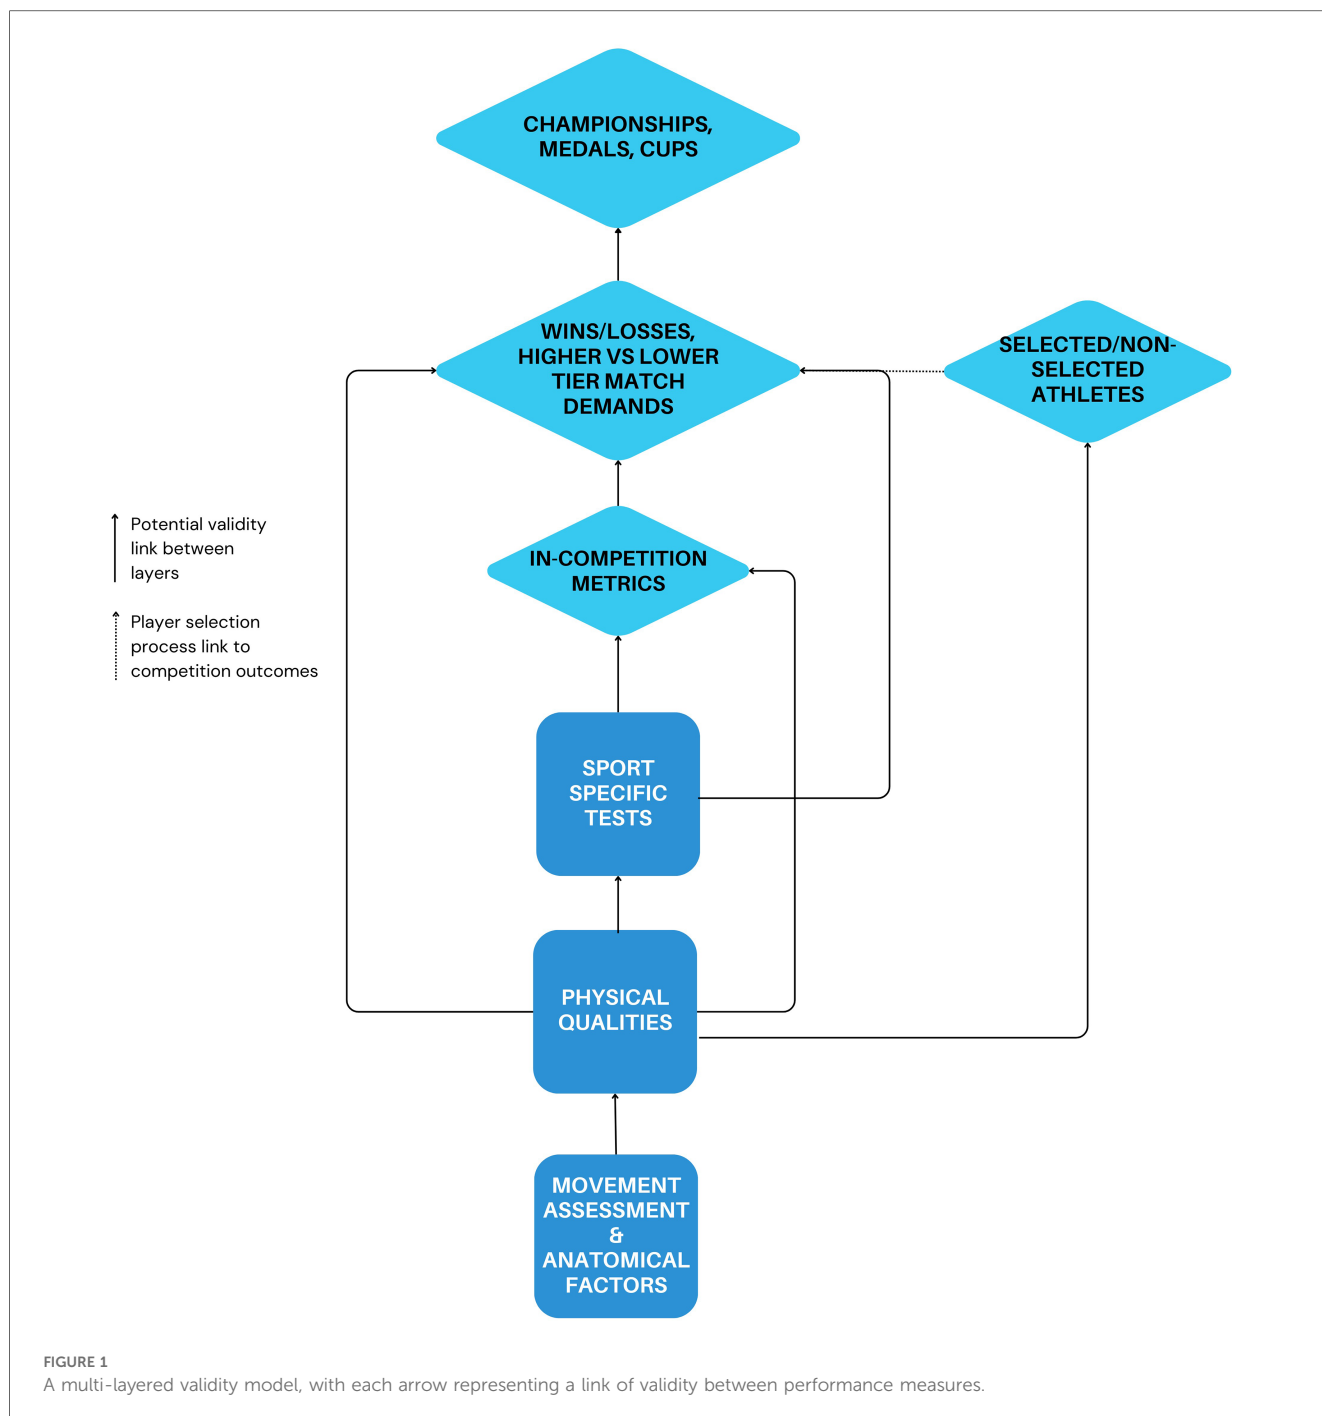 CHAMPIONSHIPS,
MEDALS, CUPS
WINS/LOSSES,
HIGHER VS LOWER
TIER MATCH
DEMANDS
SELECTED/NON-
SELECTED
ATHLETES
Potential validity
link between
layers
Player selection
process link to
competition outcomes
IN-COMPETITION
METRICS
SPORT
SPECIFIC
TESTS
PHYSICAL
QUALITIES
MOVEMENT
ASSESSMENT
&
ANATOMICAL
FACTORS
FIGURE 1
A multi-layered validity model, with each arrow representing a link of validity between performance measures.